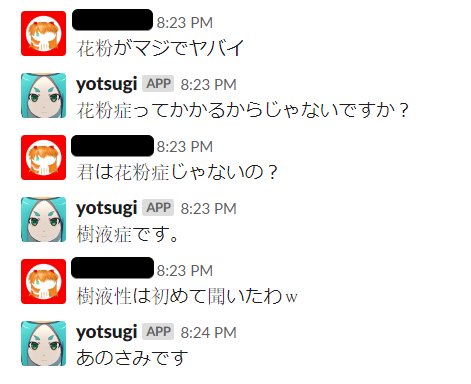 8:23 PM
花粉がマジでヤバイ
yotsugi APP 8:23 PM
花粉症ってかかるからじゃないですか？
8:23 PM
君は花粉症じゃないの？
yotsugi APP 8:23 PM
樹液症です。
8:23 PM
樹液性は初めて聞いたわｗ
yotsugi APP 8:24 PM
あのさみです